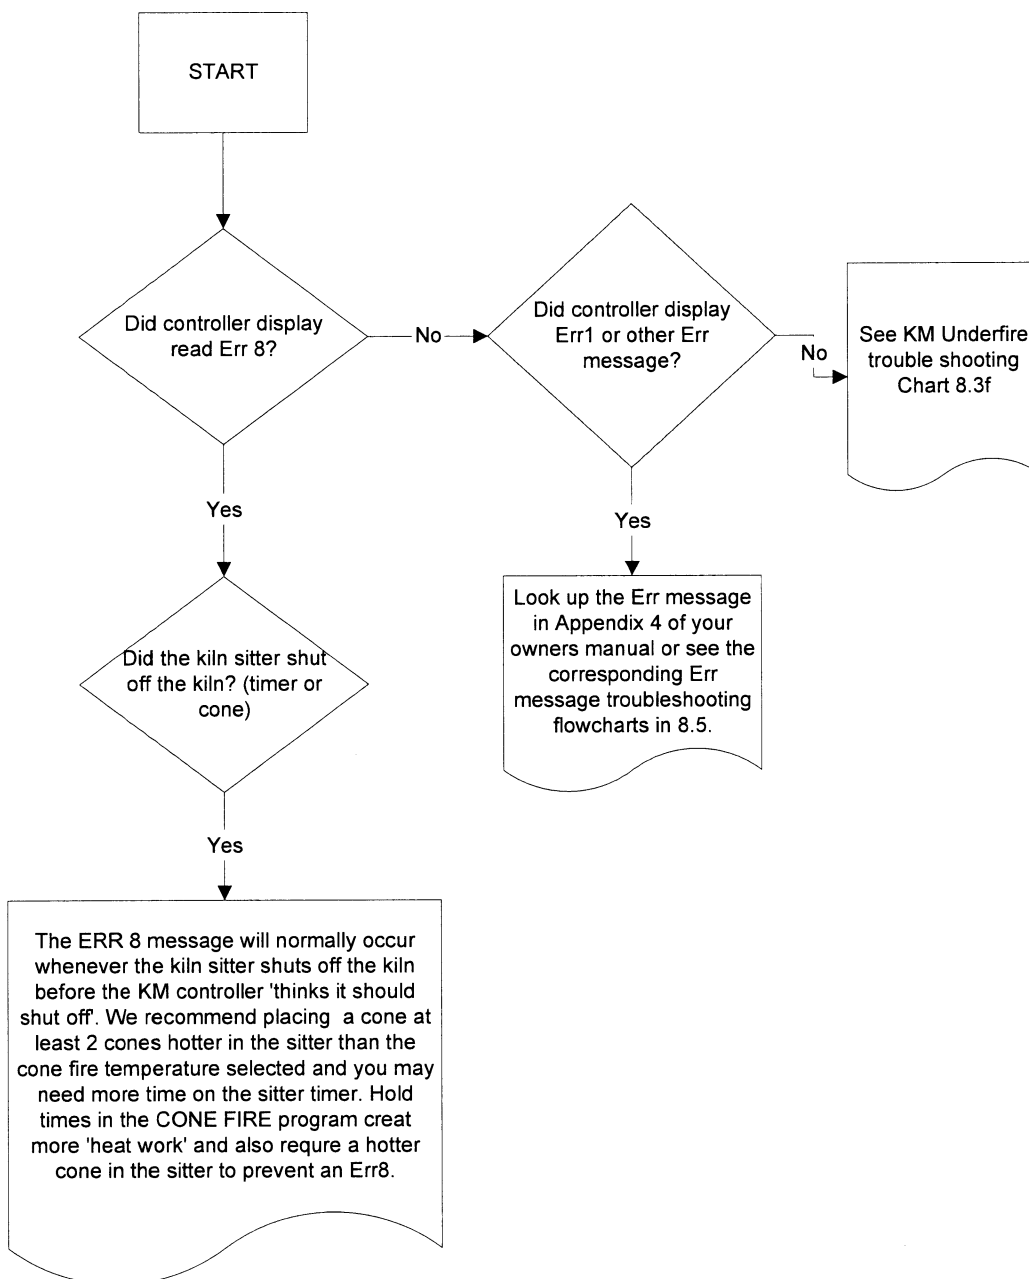 START
Did controller display
read Err 8?
No
Did controller display
Err1 or other Err
message?
No
See KM Underfire
trouble shooting
Chart 8.3f
Yes
Yes
Look up the Err message
in Appendix 4 of your
owners manual or see the
corresponding Err
message troubleshooting
flowcharts in 8.5.
Did the kiln sitter shut
off the kiln? (timer or
cone)
Yes
The ERR 8 message will normally occur
whenever the kiln sitter shuts off the kiln
before the KM controller 'thinks it should
shut off'. We recommend placing a cone at
least 2 cones hotter in the sitter than the
cone fire temperature selected and you may
need more time on the sitter timer. Hold
times in the CONE FIRE program creat
more 'heat work' and also requre a hotter
cone in the sitter to prevent an Err8.